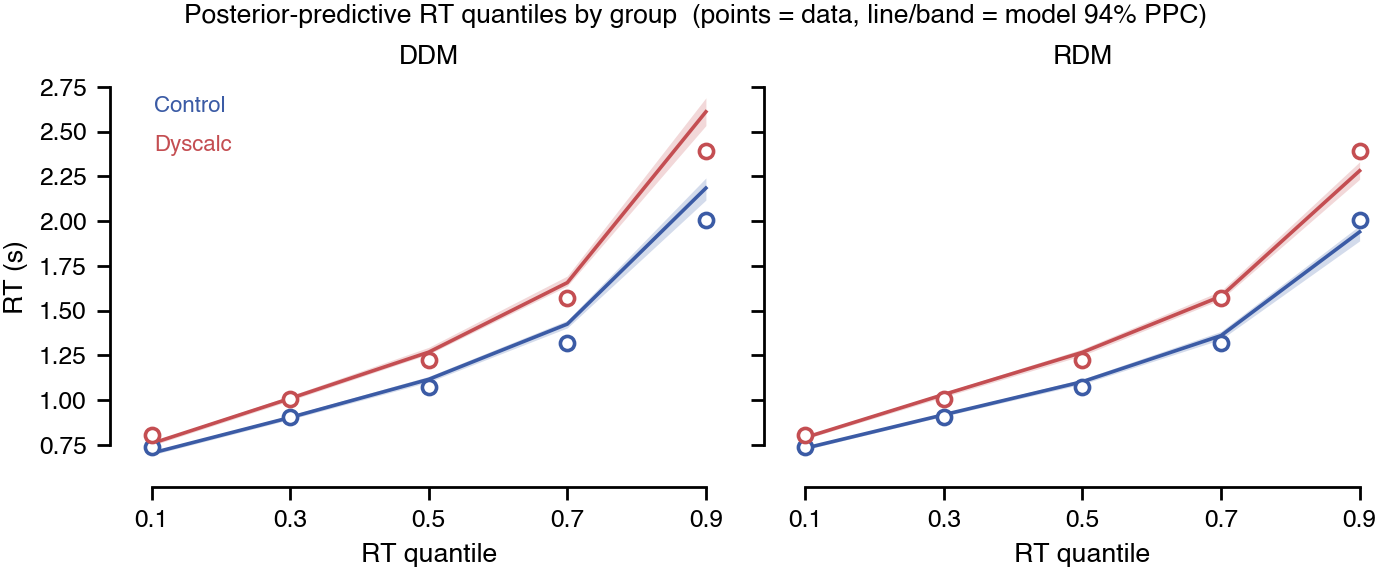 Posterior-predictive RT quantiles by group (points = data, line/band = model 94% PPC)
DDM
RDM
Control
Dyscalc
RT (s)
2.75
2.50
2.25
2.00
1.75
1.50
1.25
1.00
0.75
0.1 0.3 0.5 0.7 0.9
0.1 0.3 0.5 0.7 0.9
RT quantile
RT quantile